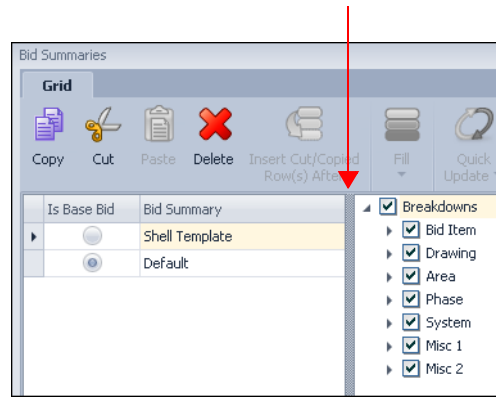 Bid Summaries
Grid
Copy
Cut
Paste
Delete
Insert Cut/Copied
Row(s) After
Fill
Quick
Update
Is Base Bid
Bid Summary
Shell Template
Default
Breakdowns
Bid Item
Drawing
Area
Phase
System
Misc 1
Misc 2